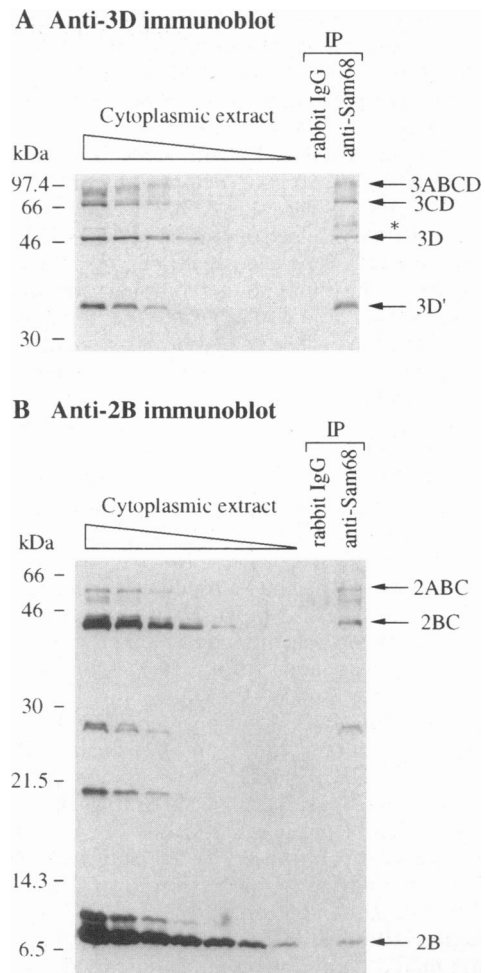 A Anti-3D immunoblot
IP
rabbit IgG
anti-Sam68
Cytoplasmic extract
kDa
97.4 –
66 –
46 –
30 –
3ABCD
3CD
*
3D
3D'
B Anti-2B immunoblot
IP
rabbit IgG
anti-Sam68
Cytoplasmic extract
kDa
66 –
46 –
30 –
21.5 –
14.3 –
6.5 –
2ABC
2BC
2B